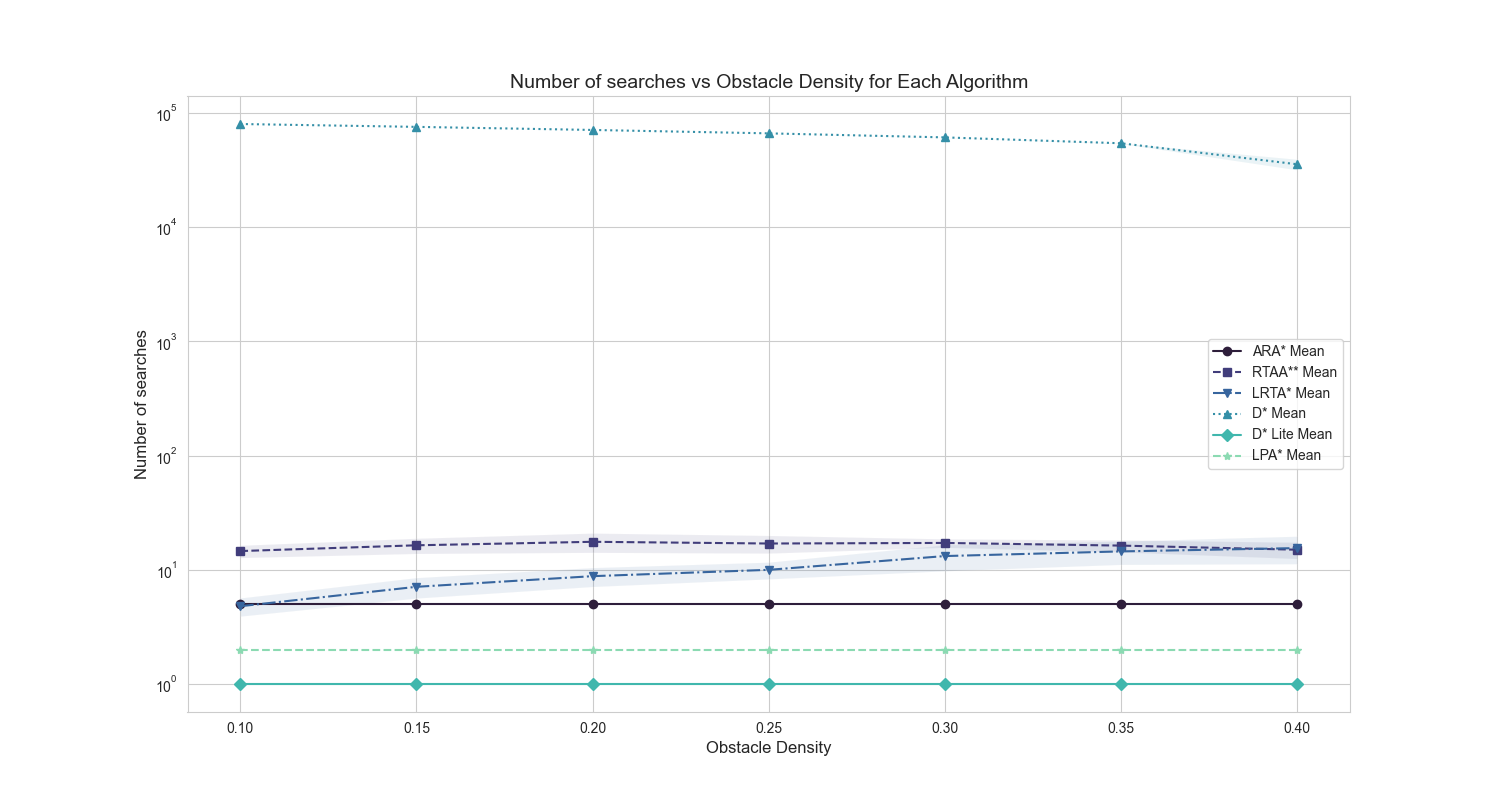 Number of searches vs Obstacle Density for Each Algorithm
Number of searches
10^5
10^4
10^3
10^2
10^1
10^0
ARA* Mean
RTAA** Mean
LRTA* Mean
D* Mean
D* Lite Mean
LPA* Mean
0.10 0.15 0.20 0.25 0.30 0.35 0.40
Obstacle Density